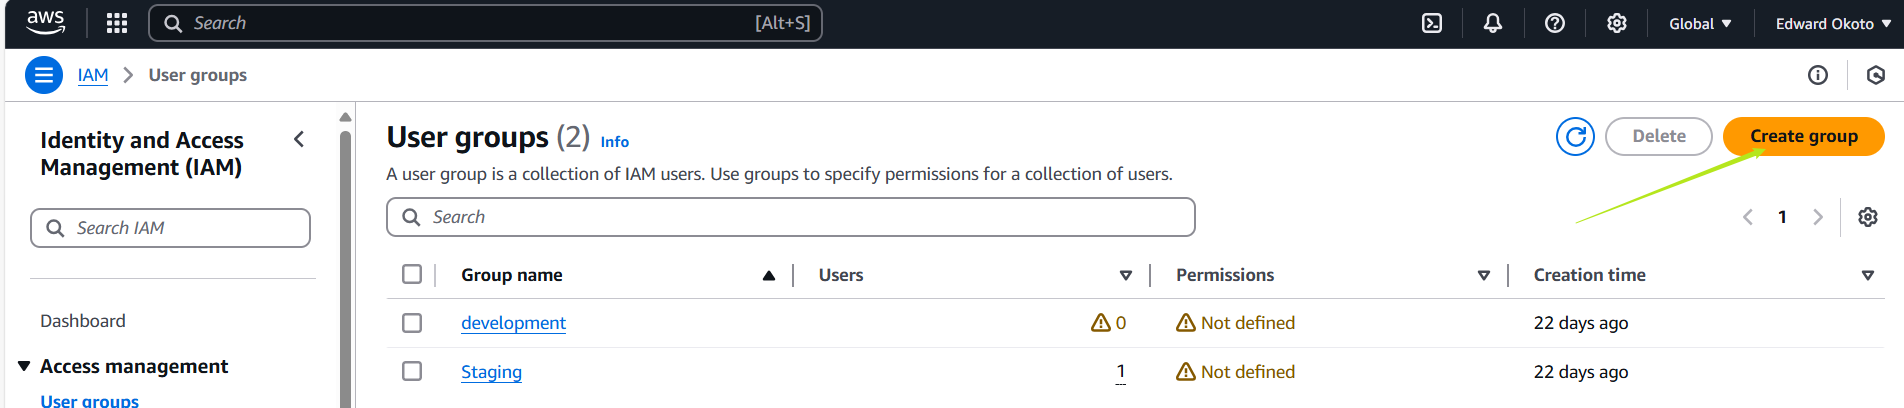 aws Search [Alt+S] Global Edward Okoto
IAM > User groups
Identity and Access
Management (IAM)
Search IAM
Dashboard
Access management
User groups
User groups (2) Info
Delete
Create group
A user group is a collection of IAM users. Use groups to specify permissions for a collection of users.
Search
1
Group name Users Permissions Creation time
development 0 Not defined 22 days ago
Staging 1 Not defined 22 days ago